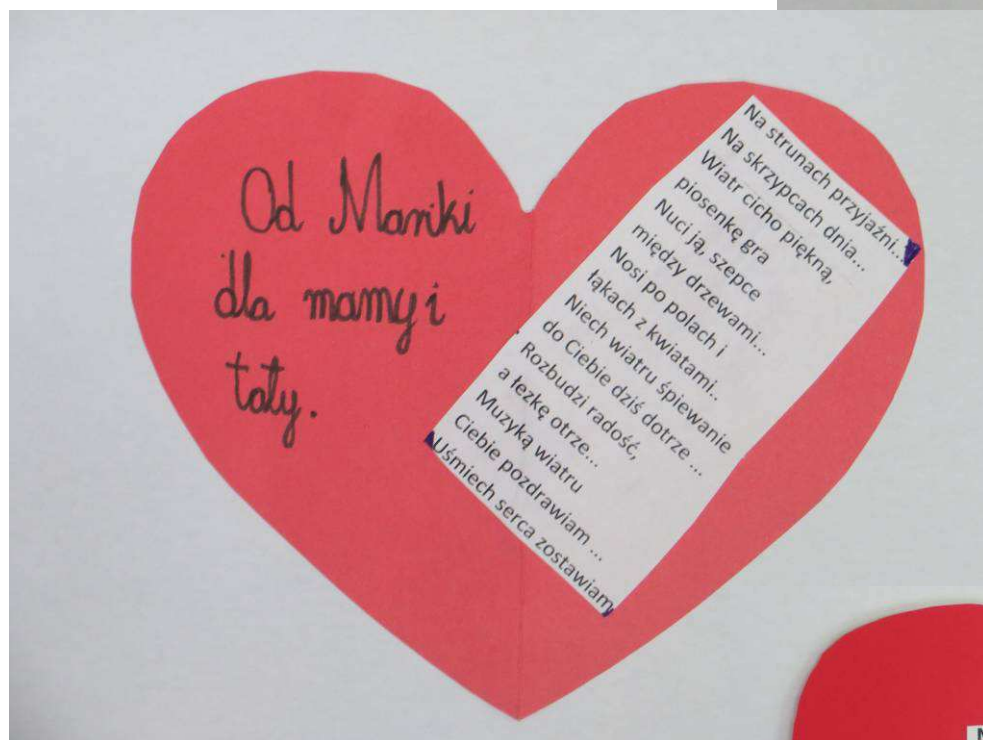 Od Mariki
dla mamy i
taty.
Na strunach przyjaźni...
Na skrzypcach dnia...
Wiatr cicho piękną,
piosenkę gra
Nuci ją, szepce
między drzewami...
Nosi po polach i
łąkach z kwiatami..
Niech wiatru śpiewanie
do Ciebie dziś dotrze ...
Rozbudzi radość,
a łezkę otrze...
Muzyką wiatru
Ciebie pozdrawiam ...
Uśmiech serca zostawiam